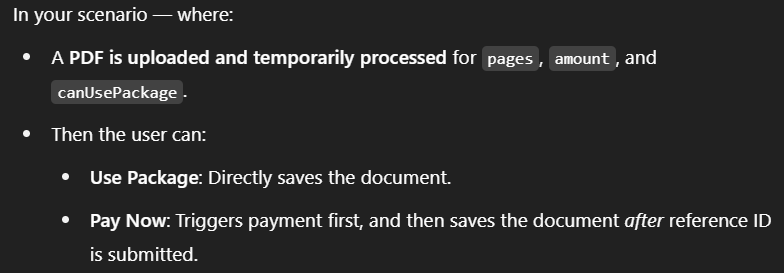 In your scenario — where:
• A PDF is uploaded and temporarily processed for pages, amount, and
canUsePackage.
• Then the user can:
• Use Package: Directly saves the document.
• Pay Now: Triggers payment first, and then saves the document after reference ID
is submitted.